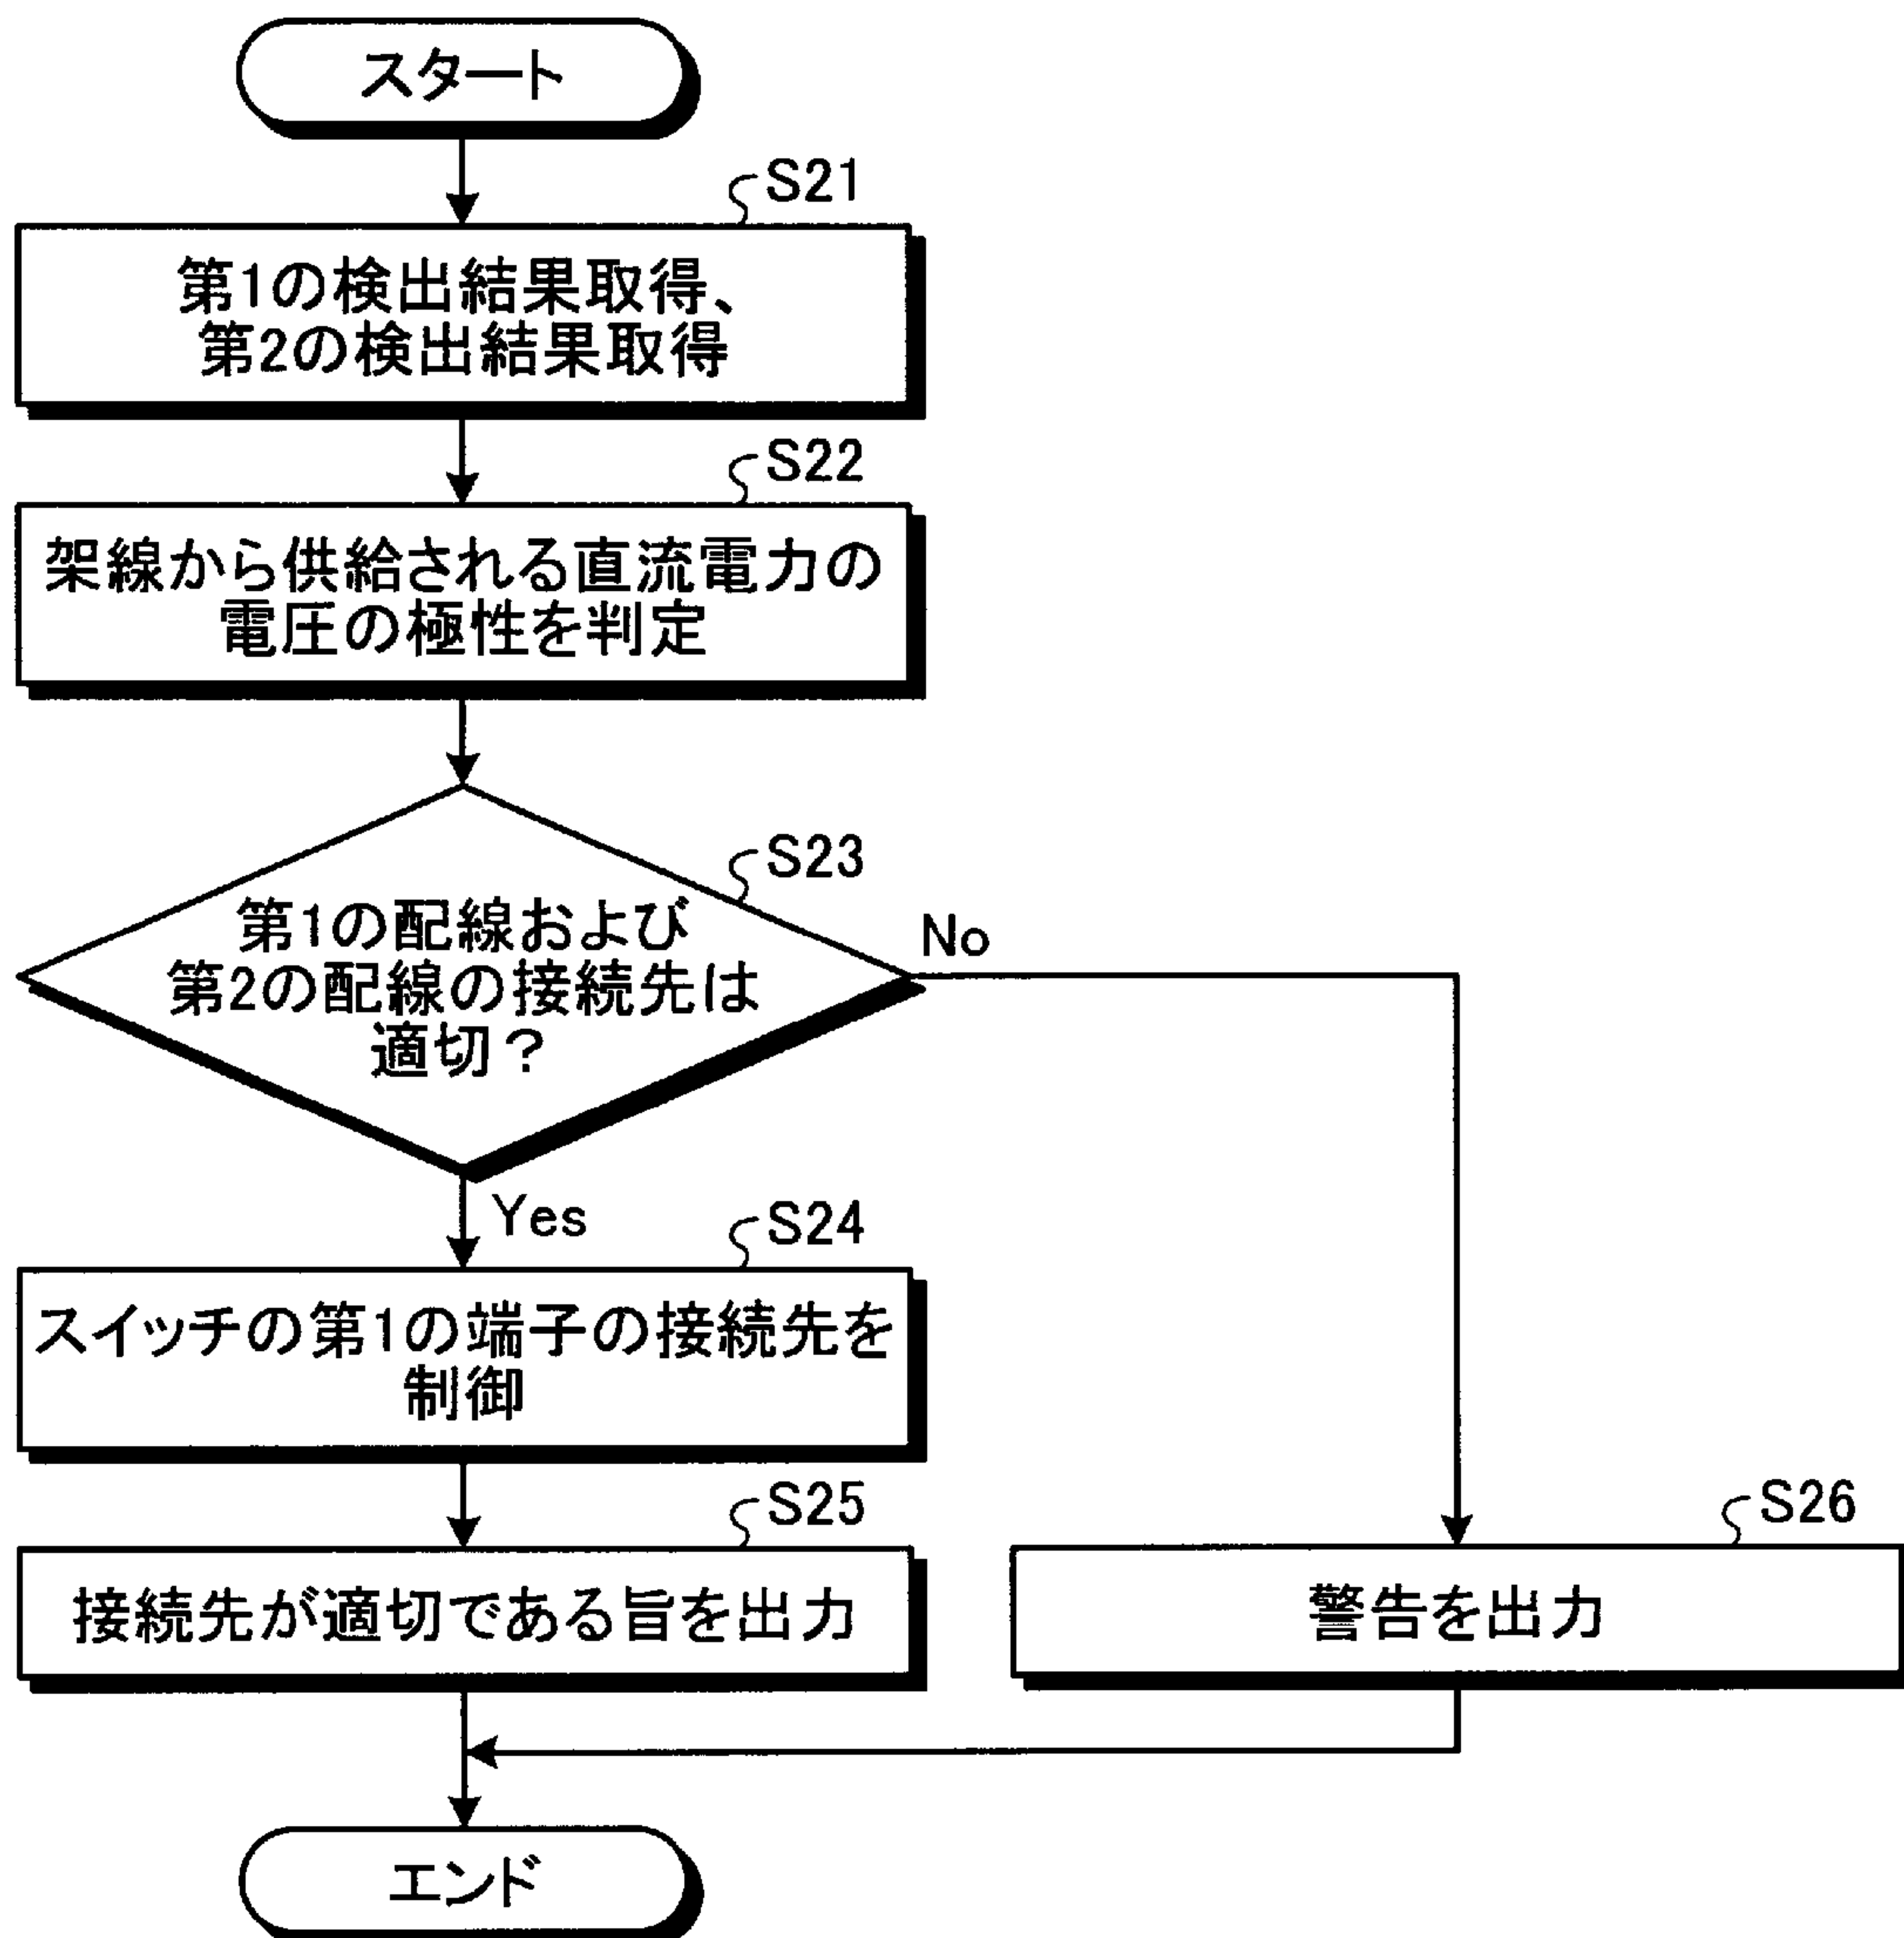 スタート
S21
第1の検出結果取得、
第2の検出結果取得
S22
架線から供給される直流電力の
電圧の極性を判定
S23
第1の配線および
第2の配線の接続先は
適切?
No
Yes
S24
スイッチの第1の端子の接続先を
制御
S25
接続先が適切である旨を出力
S26
警告を出力
エンド